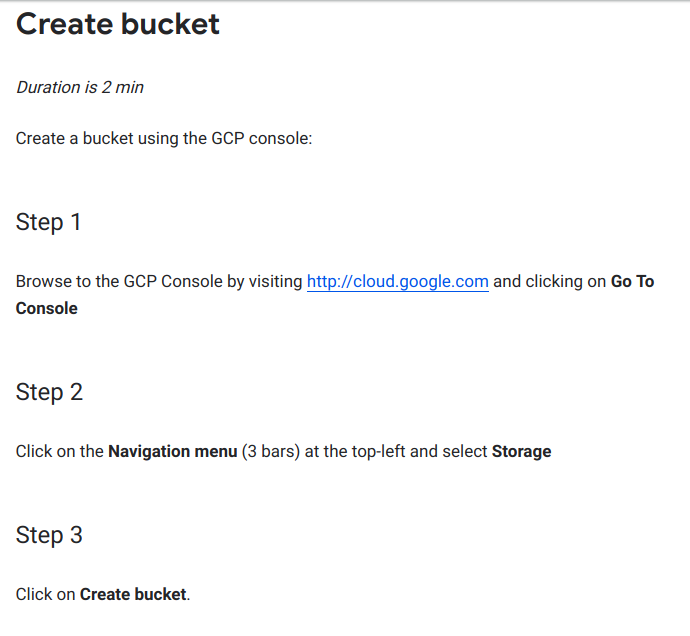 Create bucket
Duration is 2 min
Create a bucket using the GCP console:
Step 1
Browse to the GCP Console by visiting http://cloud.google.com and clicking on Go To
Console
Step 2
Click on the Navigation menu (3 bars) at the top-left and select Storage
Step 3
Click on Create bucket.